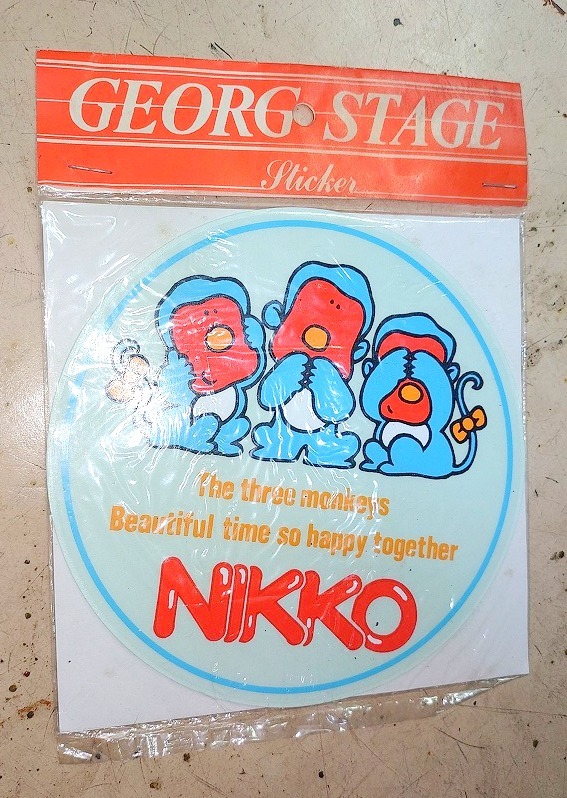 GEORG STAGE
Sticker
The three monkeys
Beautiful time so happy together
NIKKO